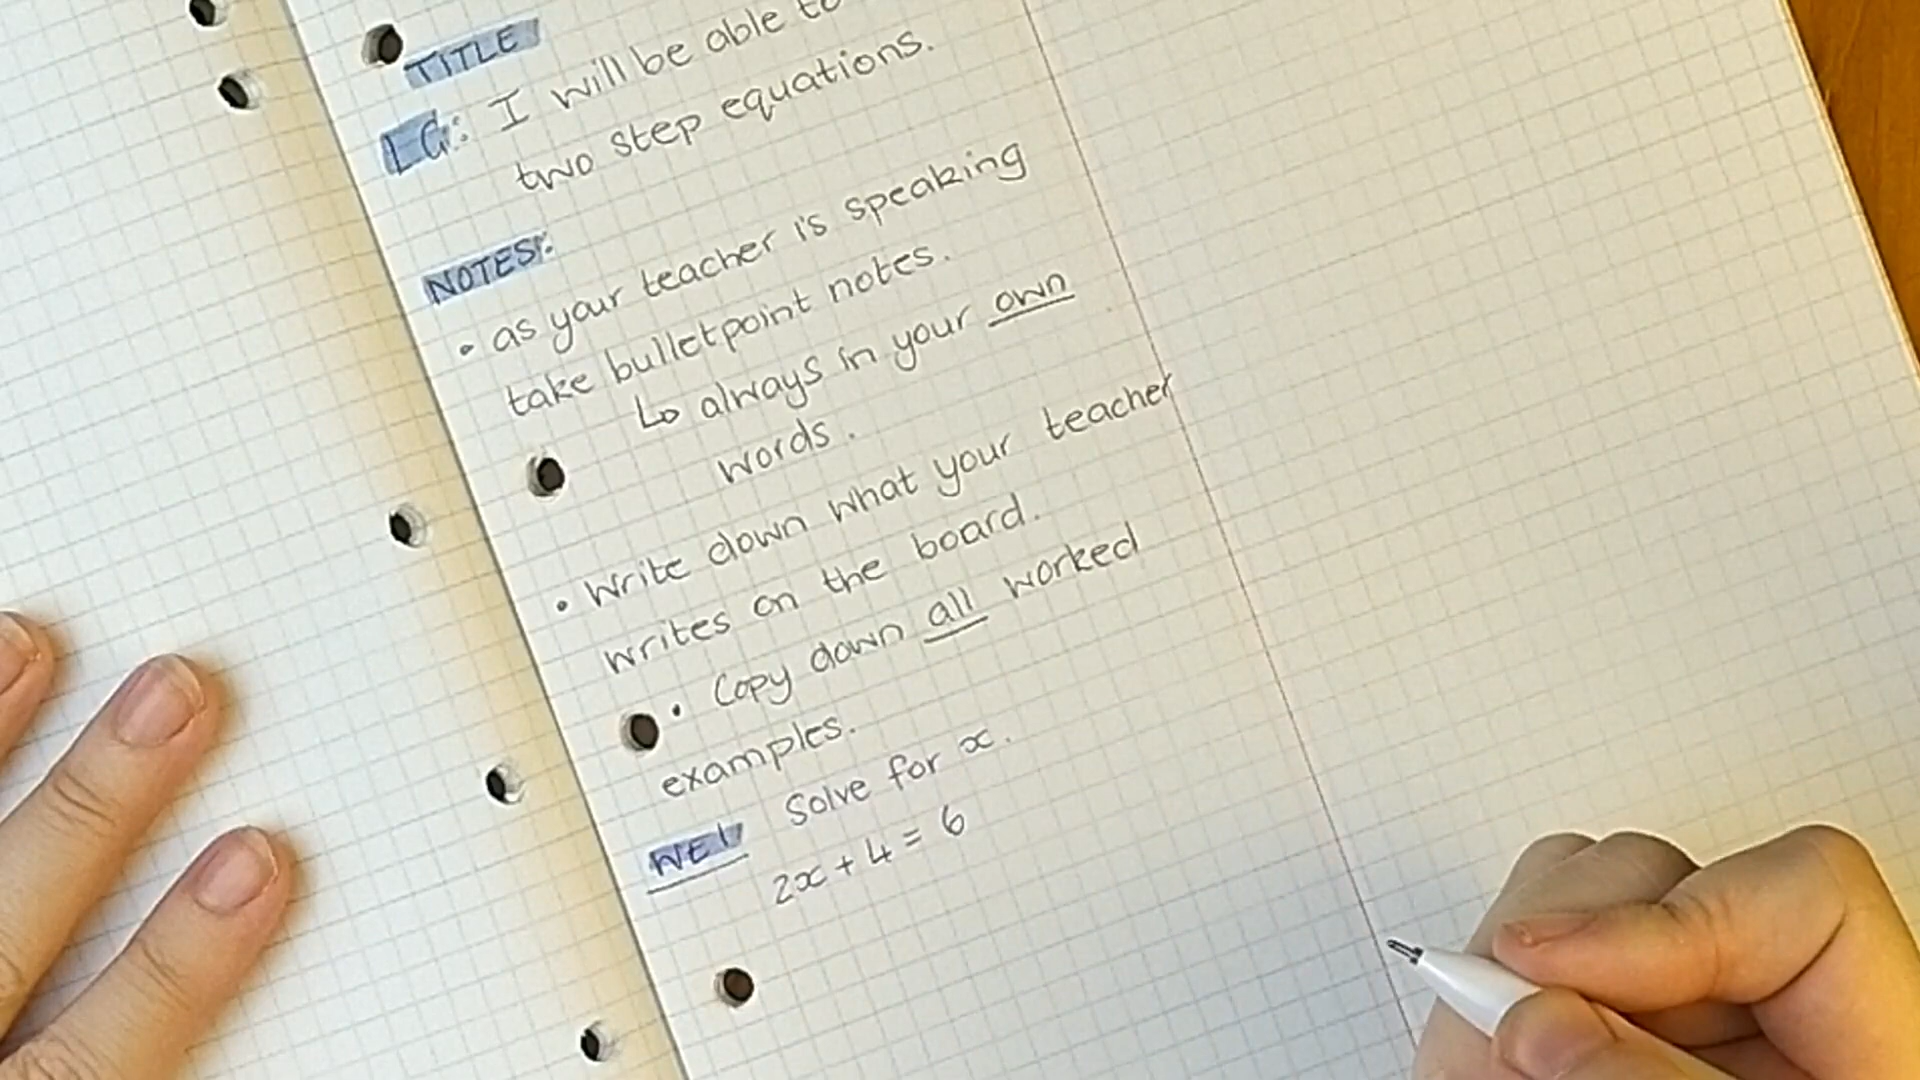 TITLE
LG: I will be able to
two step equations.
NOTES:
• as your teacher is speaking
take bulletpoint notes.
↳ always in your own
words.
• Write down what your teacher
writes on the board.
• Copy down all worked
examples.
WE1 Solve for x.
2x + 4 = 6